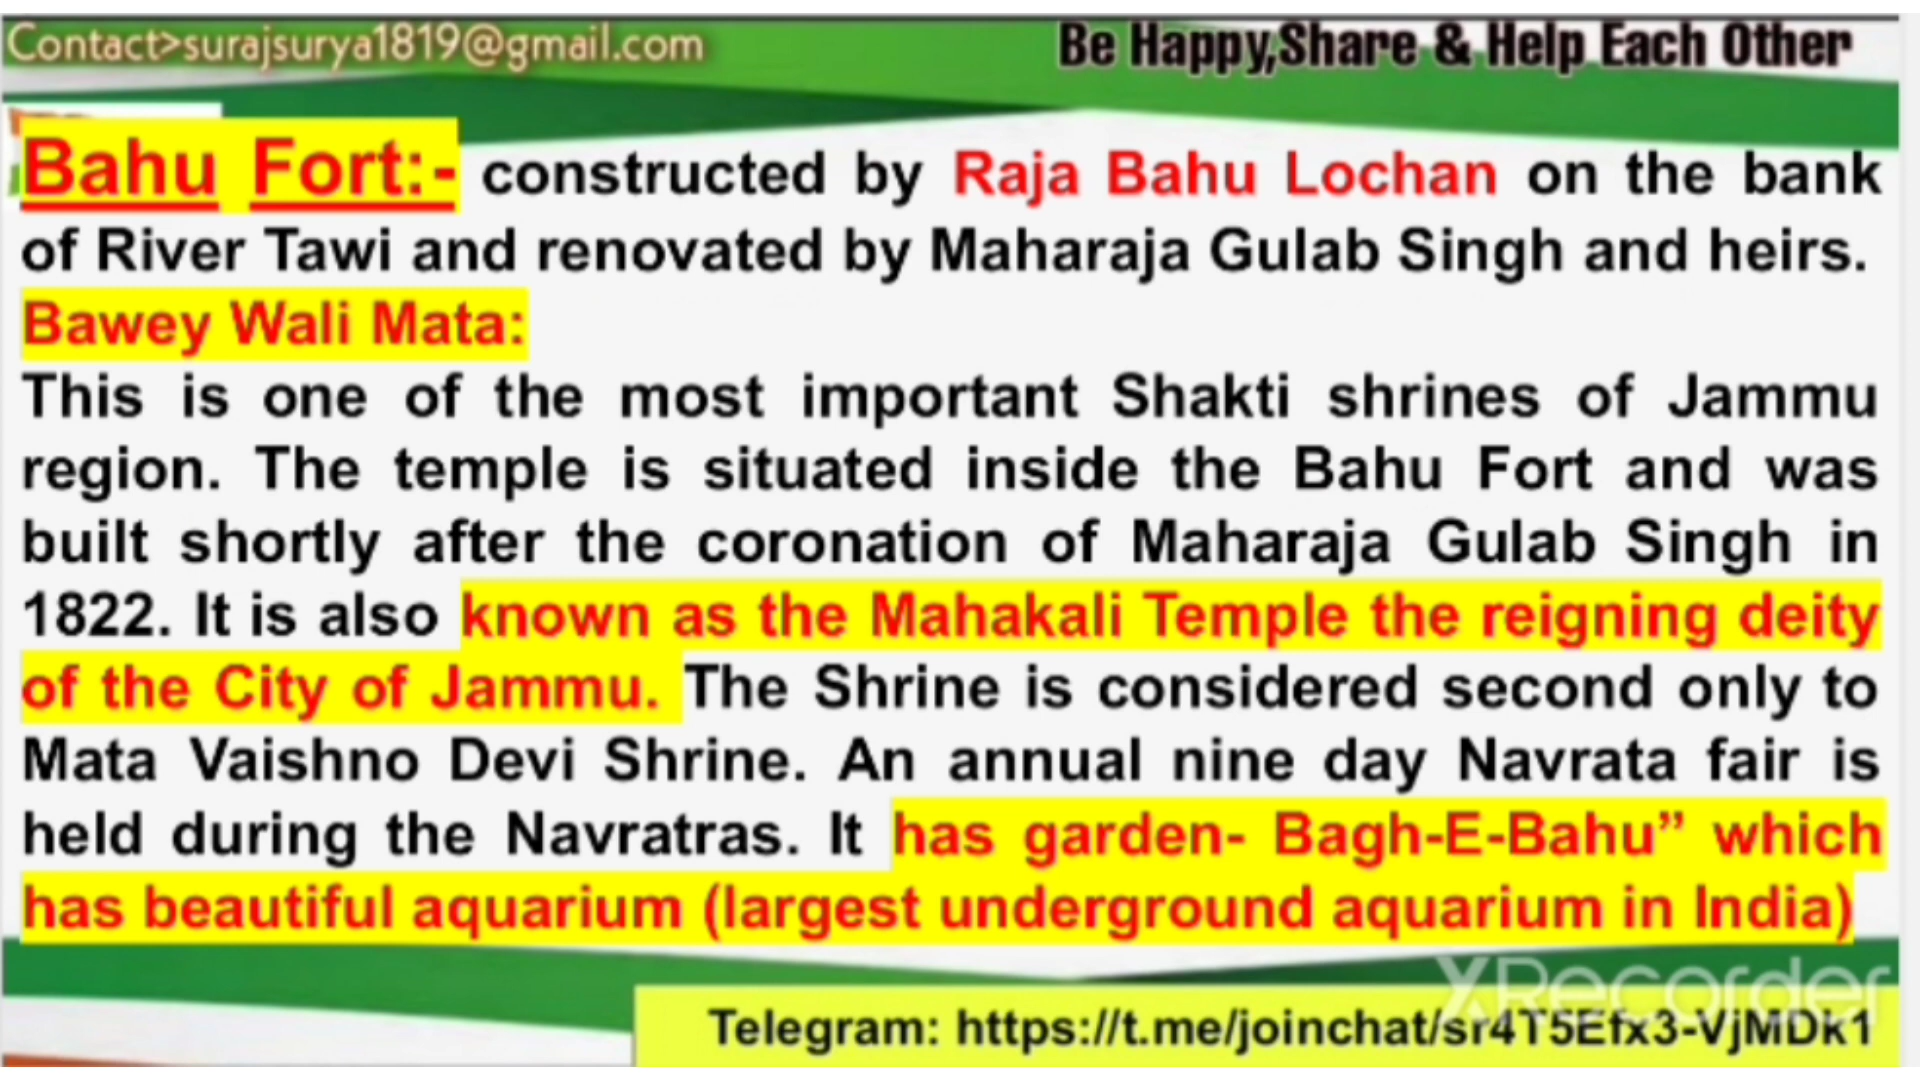 Contact>surajsurya1819@gmail.com
Be Happy,Share & Help Each Other
Bahu Fort:- constructed by Raja Bahu Lochan on the bank
of River Tawi and renovated by Maharaja Gulab Singh and heirs.
Bawey Wali Mata:
This is one of the most important Shakti shrines of Jammu
region. The temple is situated inside the Bahu Fort and was
built shortly after the coronation of Maharaja Gulab Singh in
1822. It is also known as the Mahakali Temple the reigning deity
of the City of Jammu. The Shrine is considered second only to
Mata Vaishno Devi Shrine. An annual nine day Navrata fair is
held during the Navratras. It has garden- Bagh-E-Bahu” which
has beautiful aquarium (largest underground aquarium in India)
XRecorder
Telegram: https://t.me/joinchat/sr4T5Efx3-VjMDk1